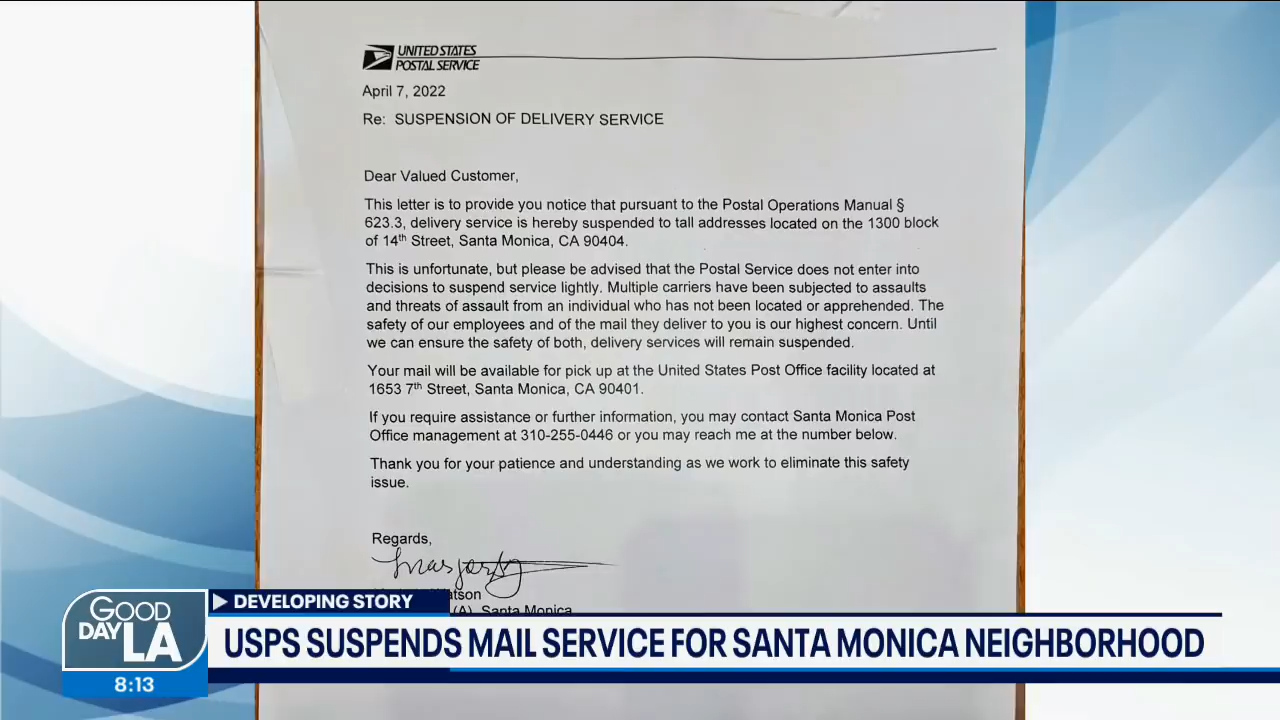 UNITED STATES
POSTAL SERVICE
April 7, 2022
Re: SUSPENSION OF DELIVERY SERVICE
Dear Valued Customer,
This letter is to provide you notice that pursuant to the Postal Operations Manual §
623.3, delivery service is hereby suspended to tall addresses located on the 1300 block
of 14th Street, Santa Monica, CA 90404.
This is unfortunate, but please be advised that the Postal Service does not enter into
decisions to suspend service lightly. Multiple carriers have been subjected to assaults
and threats of assault from an individual who has not been located or apprehended. The
safety of our employees and of the mail they deliver to you is our highest concern. Until
we can ensure the safety of both, delivery services will remain suspended.
Your mail will be available for pick up at the United States Post Office facility located at
1653 7th Street, Santa Monica, CA 90401.
If you require assistance or further information, you may contact Santa Monica Post
Office management at 310-255-0446 or you may reach me at the number below.
Thank you for your patience and understanding as we work to eliminate this safety
issue.
Regards,
(A), Santa Monica
GOOD
DAY LA
8:13
DEVELOPING STORY
USPS SUSPENDS MAIL SERVICE FOR SANTA MONICA NEIGHBORHOOD